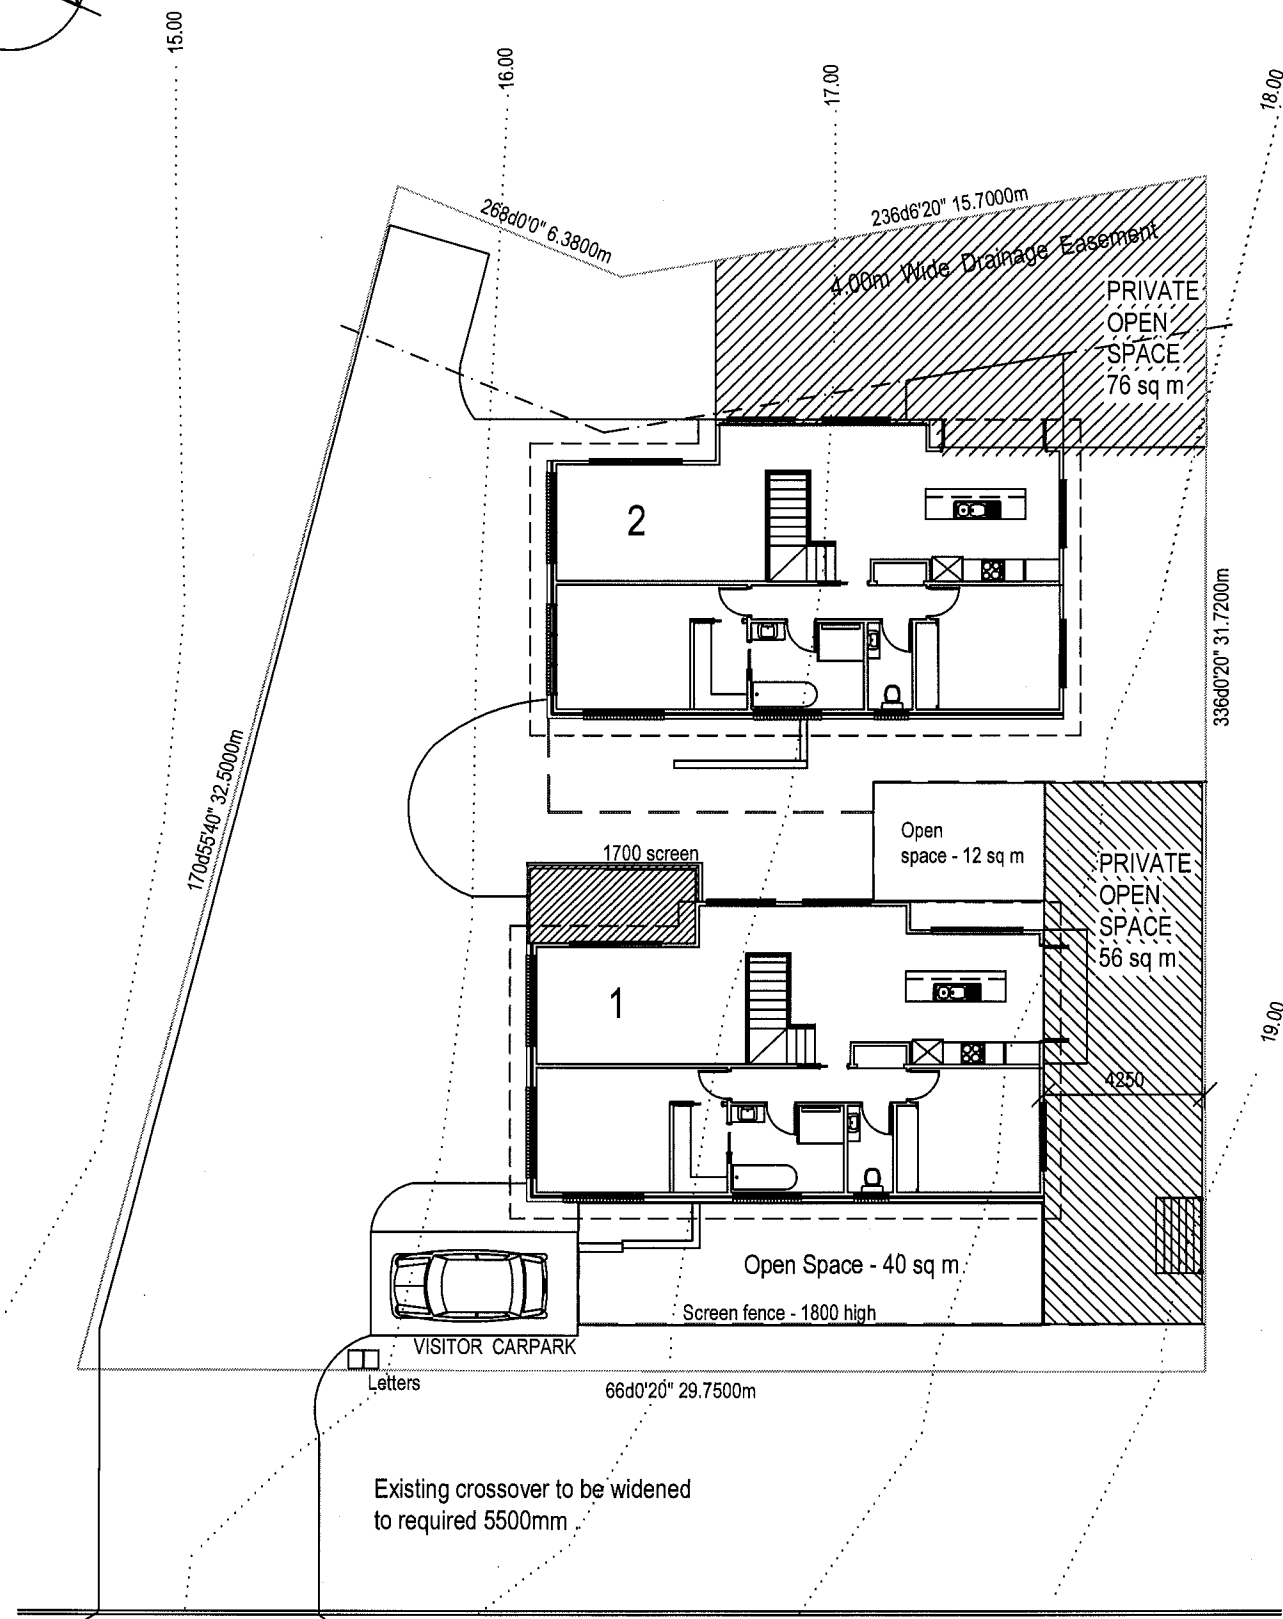 15.00
16.00
17.00
18.00
268d0'0" 6.3800m
236d6'20" 15.7000m
4.00m Wide Drainage Easement
PRIVATE
OPEN
SPACE
76 sq m
2
336d0'20" 31.7200m
170d55'40" 32.5000m
Open
space - 12 sq m
1700 screen
PRIVATE
OPEN
SPACE
56 sq m
1
19.00
4250
Open Space - 40 sq m
Screen fence - 1800 high
VISITOR CARPARK
Letters
66d0'20" 29.7500m
Existing crossover to be widened
to required 5500mm